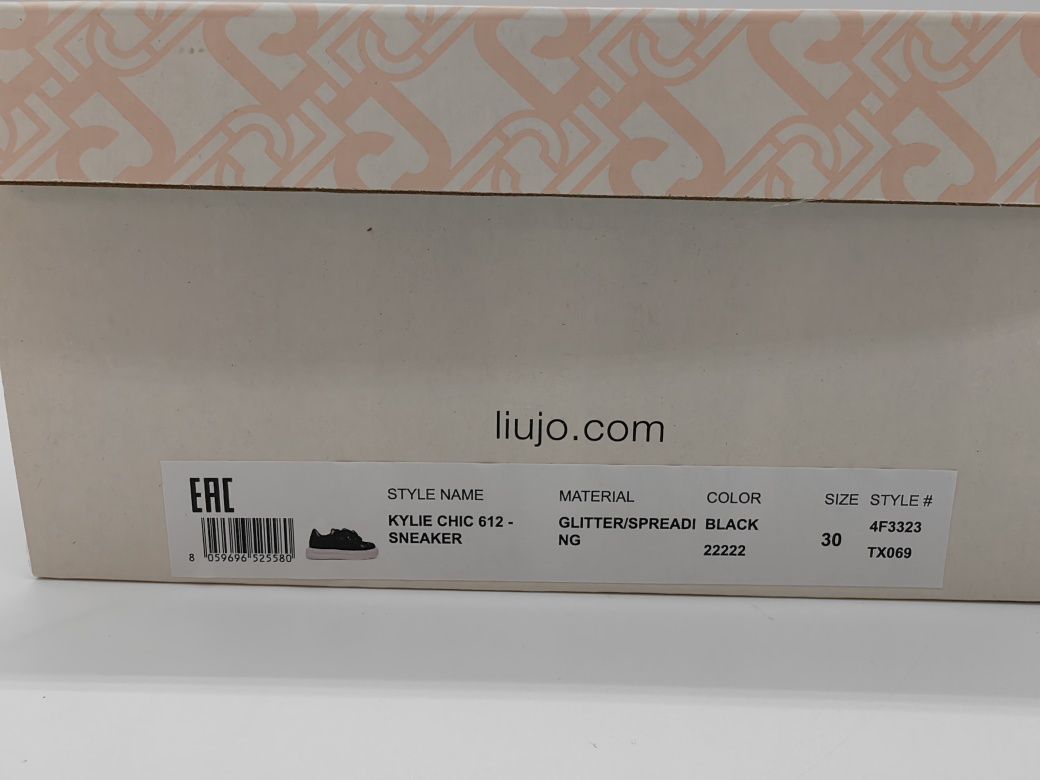 liujo.com
EAC
STYLE NAME MATERIAL COLOR SIZE STYLE #
KYLIE CHIC 612 - GLITTER/SPREADI BLACK 30 4F3323
SNEAKER NG 22222 TX069
8 059696 525580